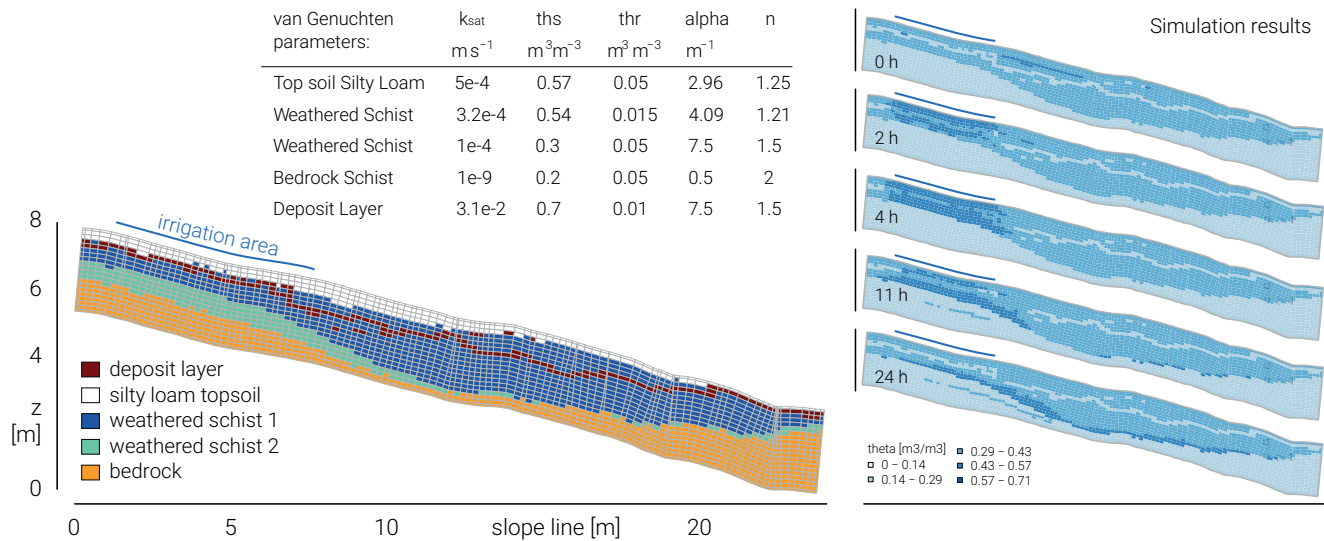 van Genuchten parameters: ksat ths thr alpha n
m s⁻¹ m³m⁻³ m³ m⁻³ m⁻¹
Top soil Silty Loam 5e-4 0.57 0.05 2.96 1.25
Weathered Schist 3.2e-4 0.54 0.015 4.09 1.21
Weathered Schist 1e-4 0.3 0.05 7.5 1.5
Bedrock Schist 1e-9 0.2 0.05 0.5 2
Deposit Layer 3.1e-2 0.7 0.01 7.5 1.5
irrigation area
8
6
4
z
[m]
2
0
deposit layer
silty loam topsoil
weathered schist 1
weathered schist 2
bedrock
0 5 10 slope line [m] 20
Simulation results
0 h
2 h
4 h
11 h
24 h
theta [m3/m3]
0 – 0.14
0.14 – 0.29
0.29 – 0.43
0.43 – 0.57
0.57 – 0.71